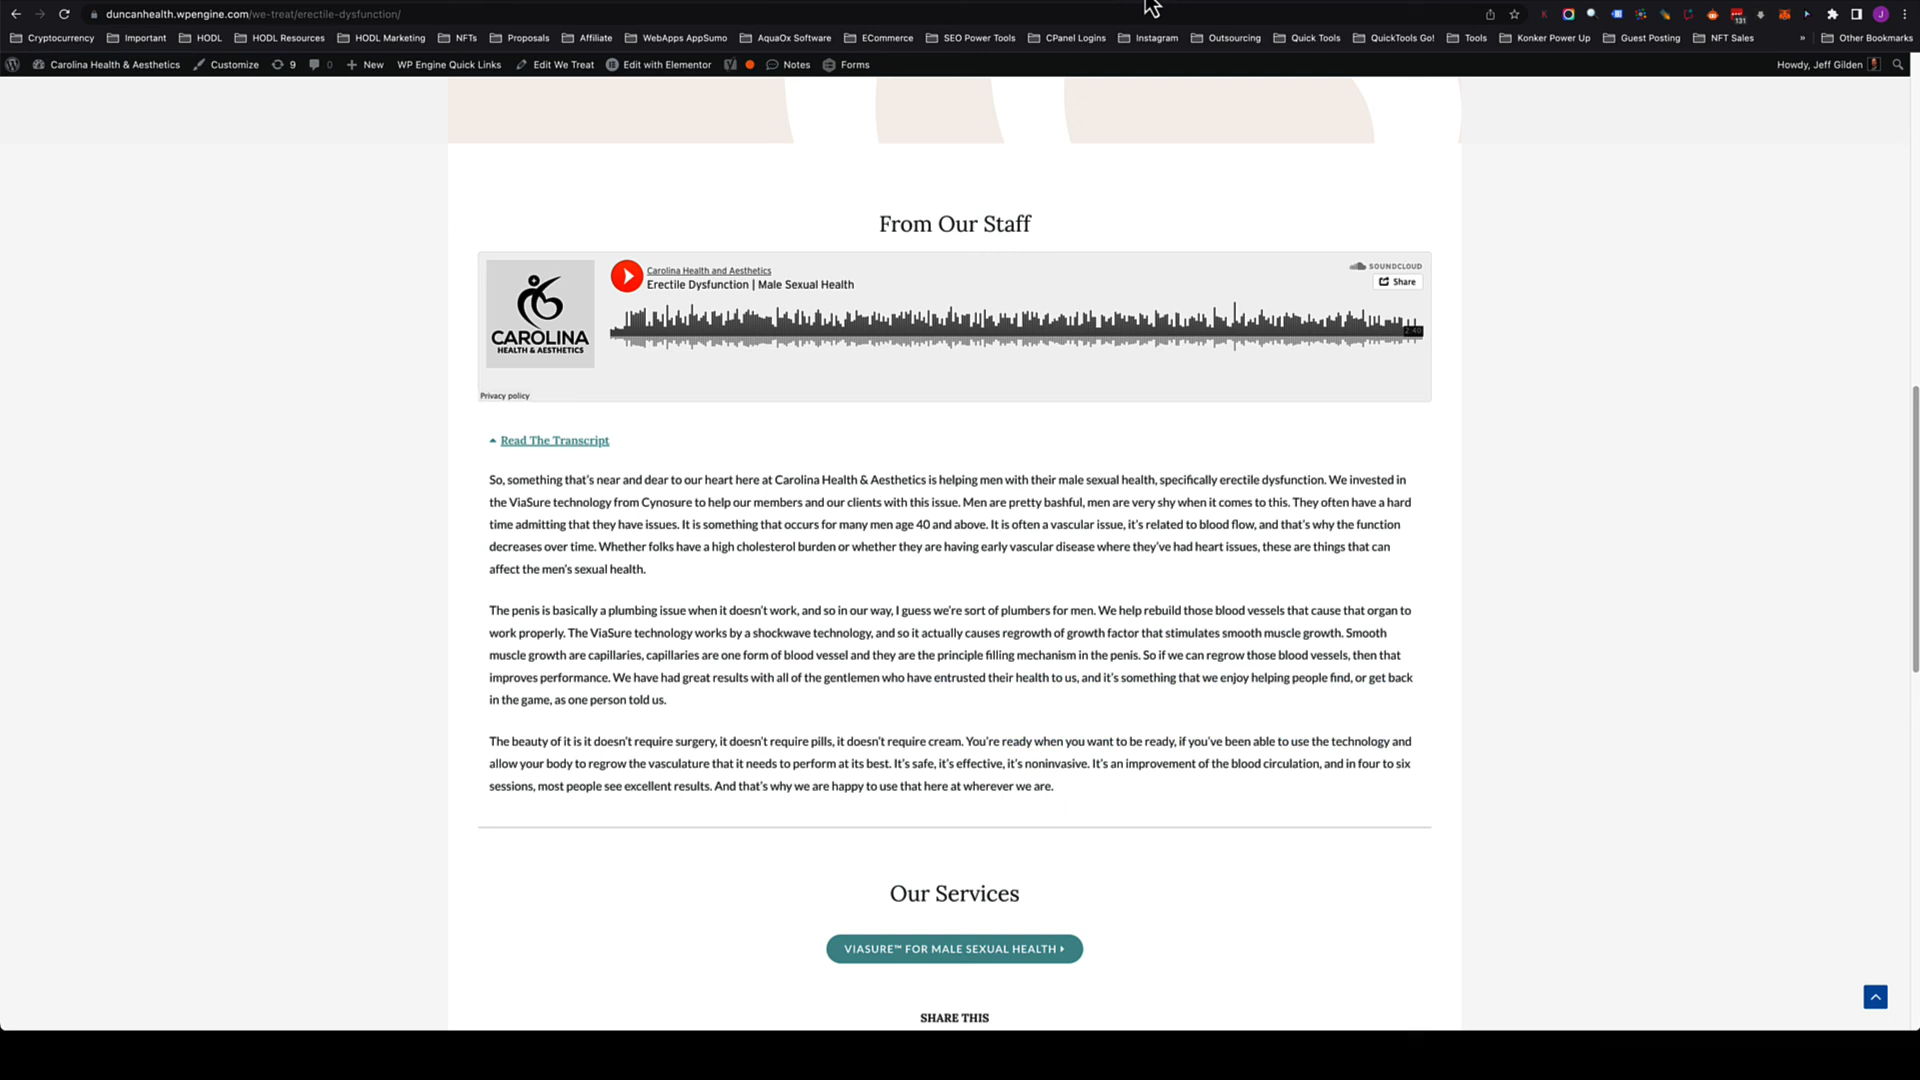 duncanhealth.wpengine.com/we-treat/erectile-dysfunction/
131
J
Cryptocurrency Important HODL HODL Resources HODL Marketing NFTs Proposals Affiliate WebApps AppSumo AquaOx Software ECommerce SEO Power Tools CPanel Logins Instagram Outsourcing Quick Tools QuickTools Go! Tools Konker Power Up Guest Posting NFT Sales » Other Bookmarks
Carolina Health & Aesthetics Customize 9 0 + New WP Engine Quick Links Edit We Treat Edit with Elementor Notes Forms Howdy, Jeff Gilden
From Our Staff
CAROLINA
HEALTH & AESTHETICS
Carolina Health and Aesthetics
Erectile Dysfunction | Male Sexual Health
SOUNDCLOUD
Share
2:40
Privacy policy
Read The Transcript
So, something that's near and dear to our heart here at Carolina Health & Aesthetics is helping men with their male sexual health, specifically erectile dysfunction. We invested in
the ViaSure technology from Cynosure to help our members and our clients with this issue. Men are pretty bashful, men are very shy when it comes to this. They often have a hard
time admitting that they have issues. It is something that occurs for many men age 40 and above. It is often a vascular issue, it's related to blood flow, and that's why the function
decreases over time. Whether folks have a high cholesterol burden or whether they are having early vascular disease where they've had heart issues, these are things that can
affect the men's sexual health.
The penis is basically a plumbing issue when it doesn't work, and so in our way, I guess we're sort of plumbers for men. We help rebuild those blood vessels that cause that organ to
work properly. The ViaSure technology works by a shockwave technology, and so it actually causes regrowth of growth factor that stimulates smooth muscle growth. Smooth
muscle growth are capillaries, capillaries are one form of blood vessel and they are the principle filling mechanism in the penis. So if we can regrow those blood vessels, then that
improves performance. We have had great results with all of the gentlemen who have entrusted their health to us, and it's something that we enjoy helping people find, or get back
in the game, as one person told us.
The beauty of it is it doesn't require surgery, it doesn't require pills, it doesn't require cream. You're ready when you want to be ready, if you've been able to use the technology and
allow your body to regrow the vasculature that it needs to perform at its best. It's safe, it's effective, it's noninvasive. It's an improvement of the blood circulation, and in four to six
sessions, most people see excellent results. And that's why we are happy to use that here at wherever we are.
Our Services
VIASURE™ FOR MALE SEXUAL HEALTH
SHARE THIS